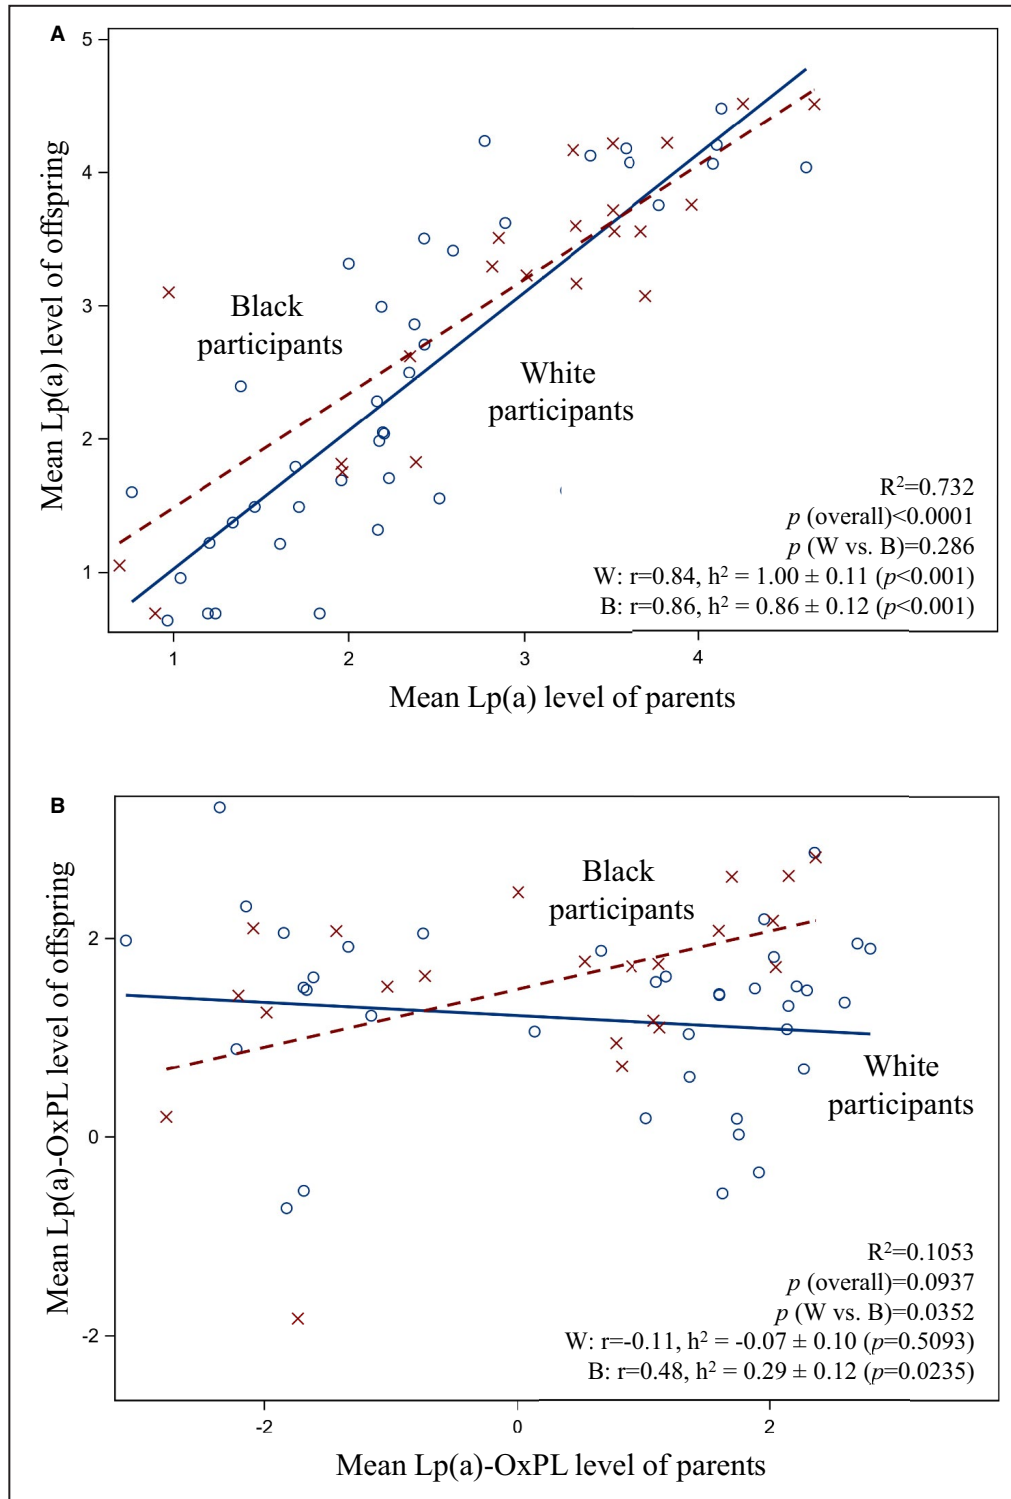 A
5
4
3
2
1
Mean Lp(a) level of offspring
Black
participants
White
participants
R²=0.732
p (overall)<0.0001
p (W vs. B)=0.286
W: r=0.84, h² = 1.00 ± 0.11 (p<0.001)
B: r=0.86, h² = 0.86 ± 0.12 (p<0.001)
1 2 3 4
Mean Lp(a) level of parents
B
2
0
-2
Mean Lp(a)-OxPL level of offspring
Black
participants
White
participants
R²=0.1053
p (overall)=0.0937
p (W vs. B)=0.0352
W: r=-0.11, h² = -0.07 ± 0.10 (p=0.5093)
B: r=0.48, h² = 0.29 ± 0.12 (p=0.0235)
-2 0 2
Mean Lp(a)-OxPL level of parents